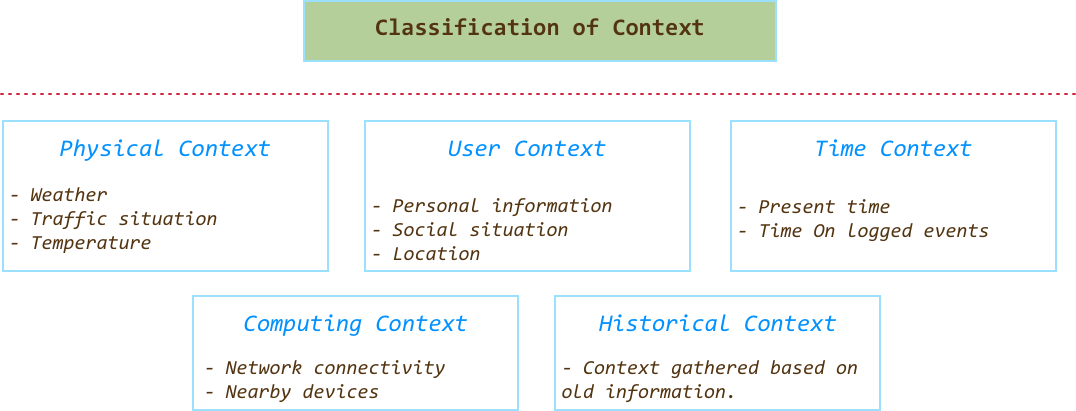 Classification of Context
Physical Context
- Weather
- Traffic situation
- Temperature
User Context
- Personal information
- Social situation
- Location
Time Context
- Present time
- Time On logged events
Computing Context
- Network connectivity
- Nearby devices
Historical Context
- Context gathered based on
old information.